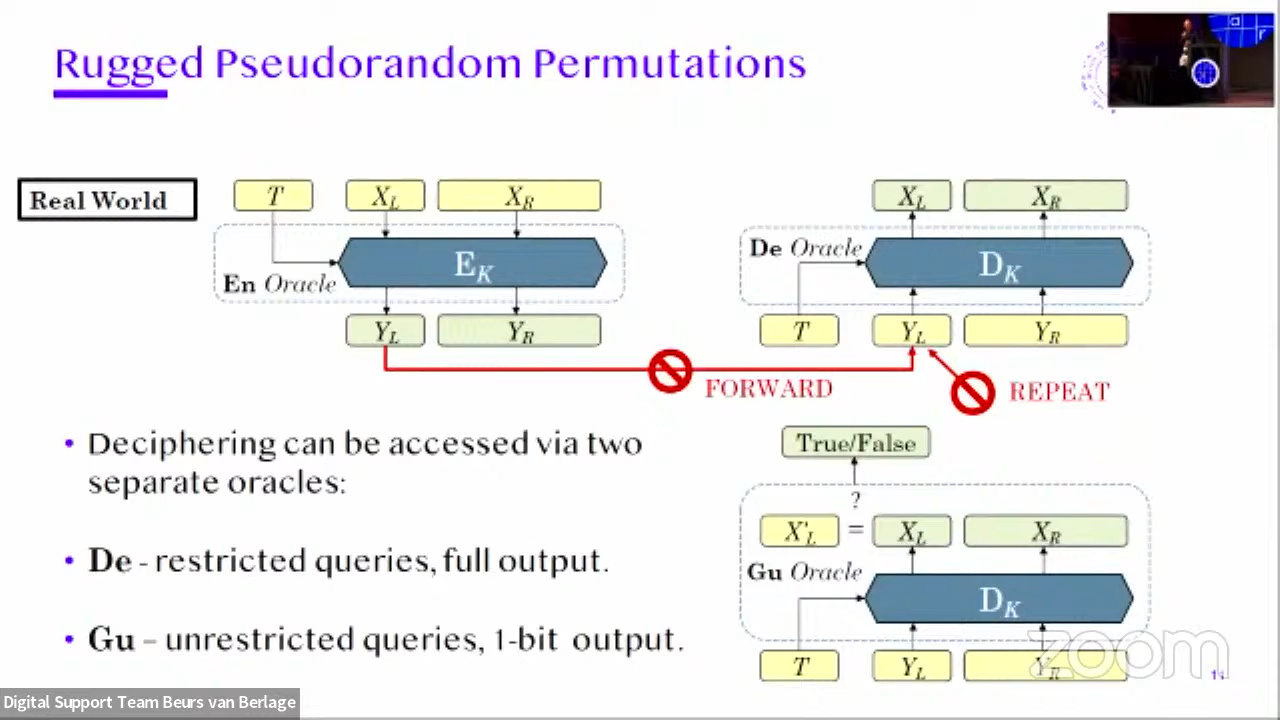 Rugged Pseudorandom Permutations
Real World
T X_L X_R
E_K
En Oracle
Y_L Y_R
X_L X_R
De Oracle
D_K
T Y_L Y_R
FORWARD
REPEAT
• Deciphering can be accessed via two
separate oracles:
• De - restricted queries, full output.
• Gu – unrestricted queries, 1-bit output.
True/False
?
X'_L = X_L X_R
Gu Oracle
D_K
T Y_L Y_R
zoom
Digital Support Team Beurs van Berlage